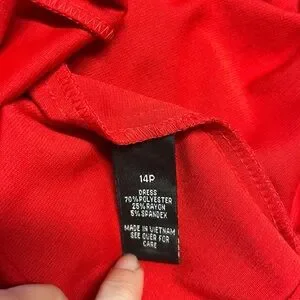 14P
DRESS
70%POLYESTER
25%RAYON
5%SPANDEX
MADE IN VIETNAM
SEE OVER FOR
CARE